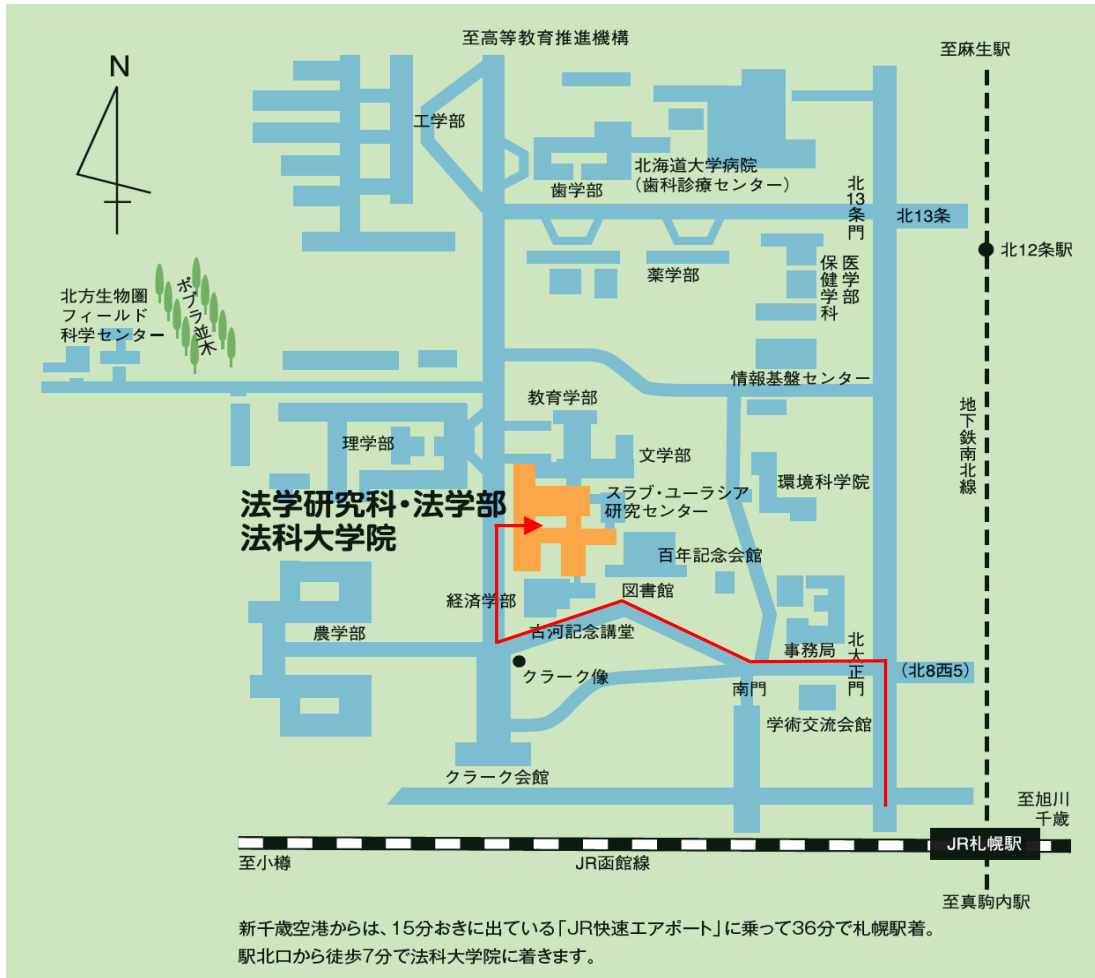 至高等教育推進機構
至麻生駅
N
工学部
北海道大学病院
（歯科診療センター）
歯学部
北13条門
北13条
北12条駅
薬学部
医学部
保健学科
ポプラ並木
北方生物圏
フィールド
科学センター
情報基盤センター
教育学部
地下鉄南北線
理学部
文学部
環境科学院
スラブ・ユーラシア
研究センター
法学研究科・法学部
法科大学院
百年記念会館
図書館
経済学部
古河記念講堂
農学部
事務局
北大正門
（北8西5）
クラーク像
南門
学術交流会館
クラーク会館
至旭川
千歳
JR札幌駅
至小樽
JR函館線
至真駒内駅
新千歳空港からは、15分おきに出ている「JR快速エアポート」に乗って36分で札幌駅着。
駅北口から徒歩7分で法科大学院に着きます。